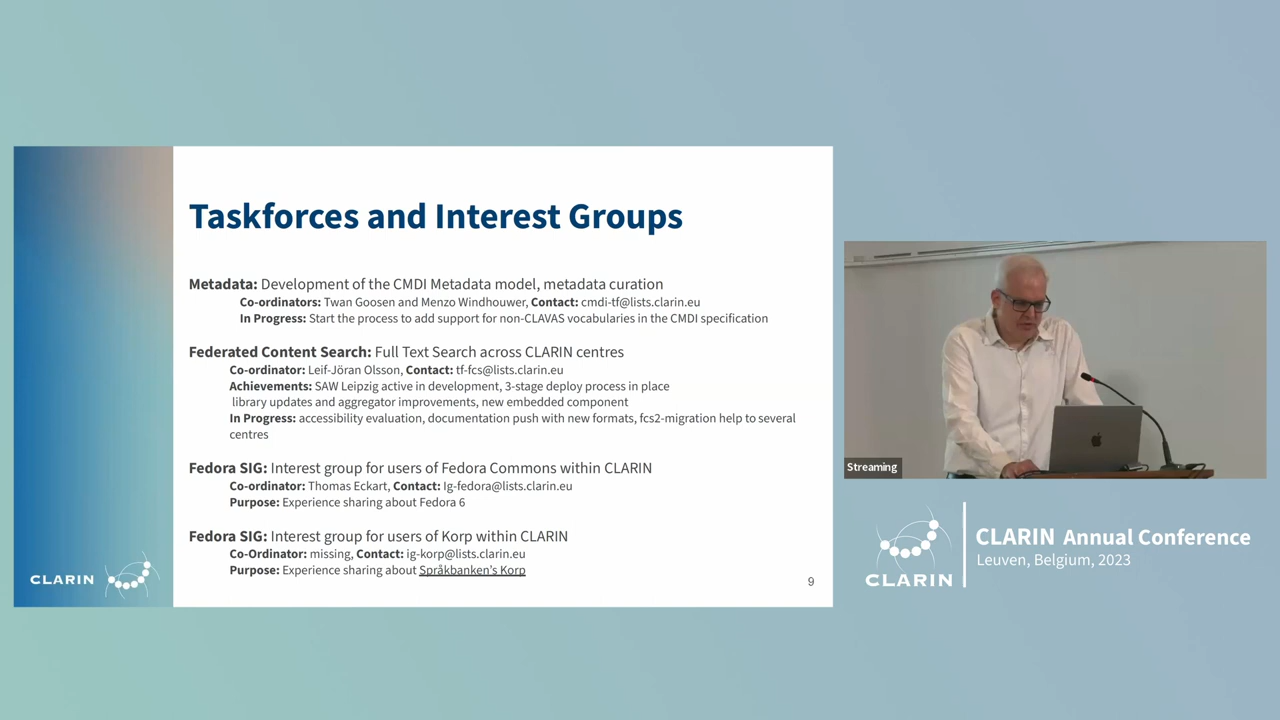 Taskforces and Interest Groups
Metadata: Development of the CMDI Metadata model, metadata curation
Co-ordinators: Twan Goosen and Menzo Windhouwer, Contact: cmdi-tf@lists.clarin.eu
In Progress: Start the process to add support for non-CLAVAS vocabularies in the CMDI specification
Federated Content Search: Full Text Search across CLARIN centres
Co-ordinator: Leif-Jöran Olsson, Contact: tf-fcs@lists.clarin.eu
Achievements: SAW Leipzig active in development, 3-stage deploy process in place
library updates and aggregator improvements, new embedded component
In Progress: accessibility evaluation, documentation push with new formats, fcs2-migration help to several
centres
Fedora SIG: Interest group for users of Fedora Commons within CLARIN
Co-ordinator: Thomas Eckart, Contact: Ig-fedora@lists.clarin.eu
Purpose: Experience sharing about Fedora 6
Fedora SIG: Interest group for users of Korp within CLARIN
Co-Ordinator: missing, Contact: ig-korp@lists.clarin.eu
Purpose: Experience sharing about Språkbanken's Korp
CLARIN
9
Streaming
CLARIN
CLARIN Annual Conference
Leuven, Belgium, 2023